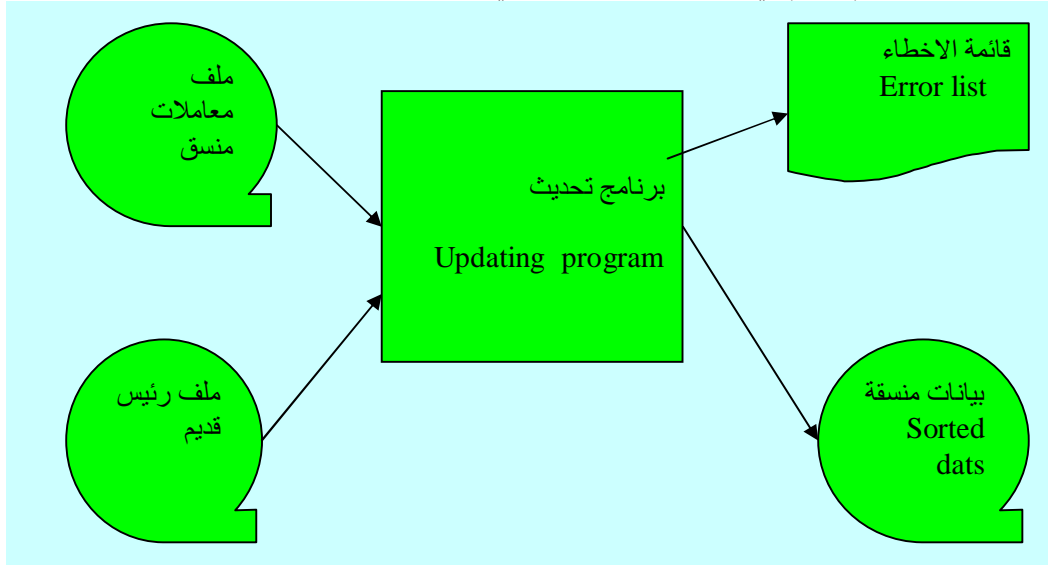 ملف
معاملات
منسق
برنامج تحديث
Updating program
قائمة الاخطاء
Error list
ملف رئيس
قديم
بيانات منسقة
Sorted
dats